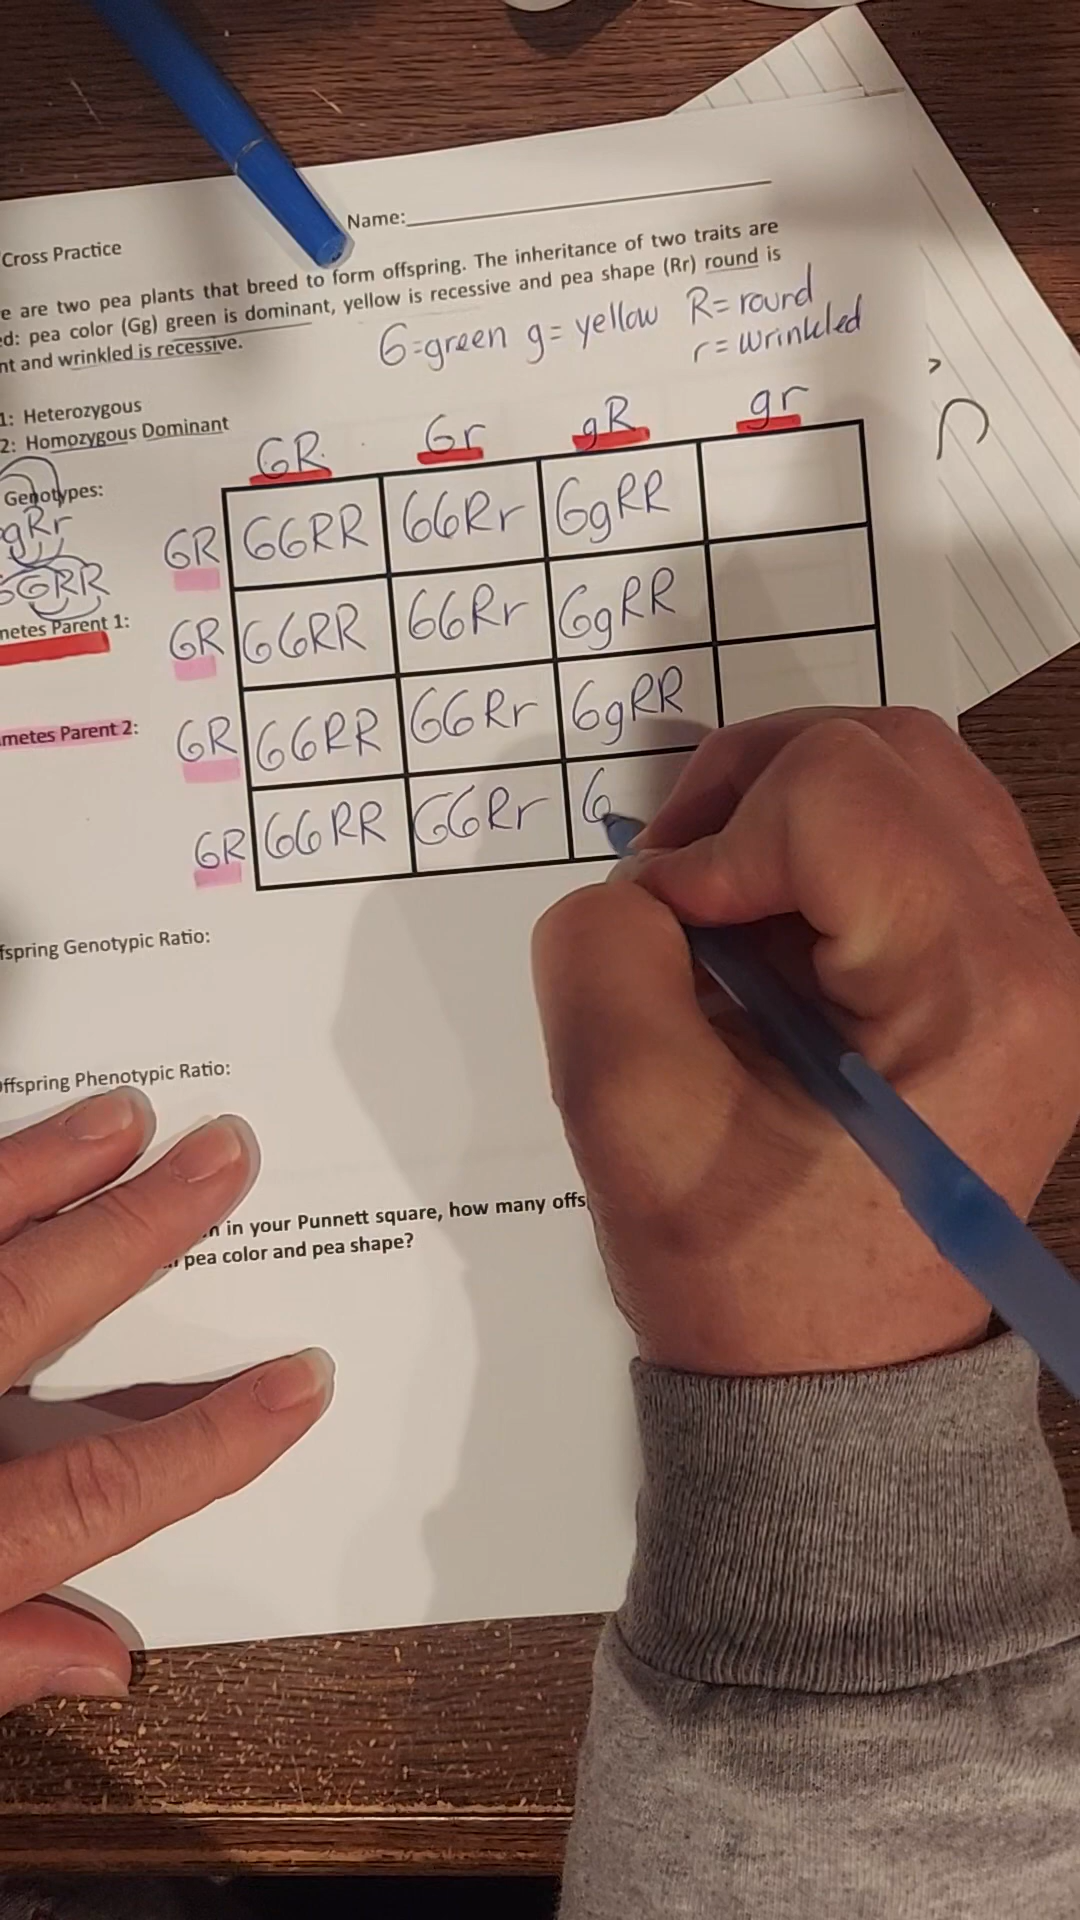 Name:
Cross Practice
e are two pea plants that breed to form offspring. The inheritance of two traits are
ed: pea color (Gg) green is dominant, yellow is recessive and pea shape (Rr) round is
nt and wrinkled is recessive.
G=green g= yellow R= round
r= wrinkled
1: Heterozygous
2: Homozygous Dominant
GR Gr gR gr
Genotypes:
gRr
GGRR
GR GGRR GGRr GgRR
metes Parent 1:
GR GGRR GGRr GgRR
metes Parent 2:
GR GGRR GGRr GgRR
GR GGRR GGRr G
fspring Genotypic Ratio:
Offspring Phenotypic Ratio:
n in your Punnett square, how many offs
pea color and pea shape?